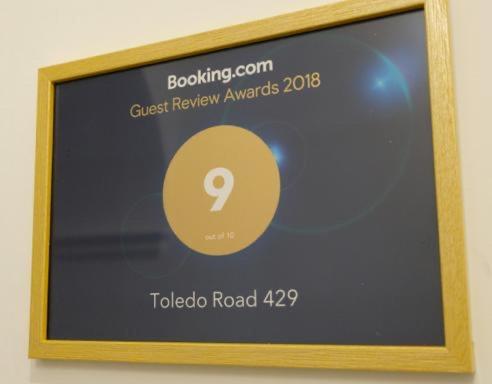 Booking.com
Guest Review Awards 2018
9
out of 10
Toledo Road 429